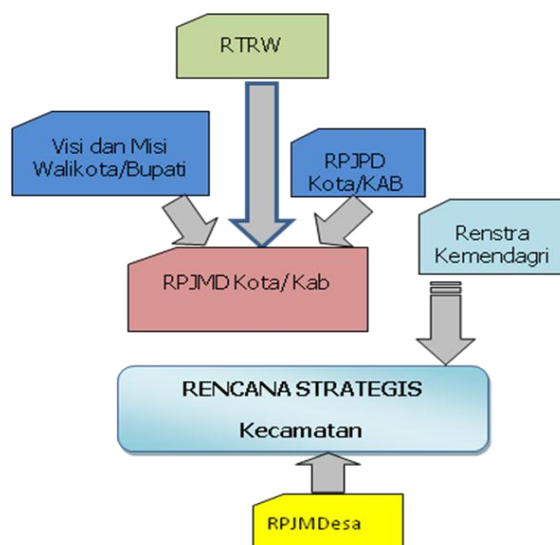 RTRW
Visi dan Misi
Walikota/Bupati
RPJPD
Kota/KAB
Renstra
Kemendagri
RPJMD Kota/Kab
RENCANA STRATEGIS
Kecamatan
RPJMDesa